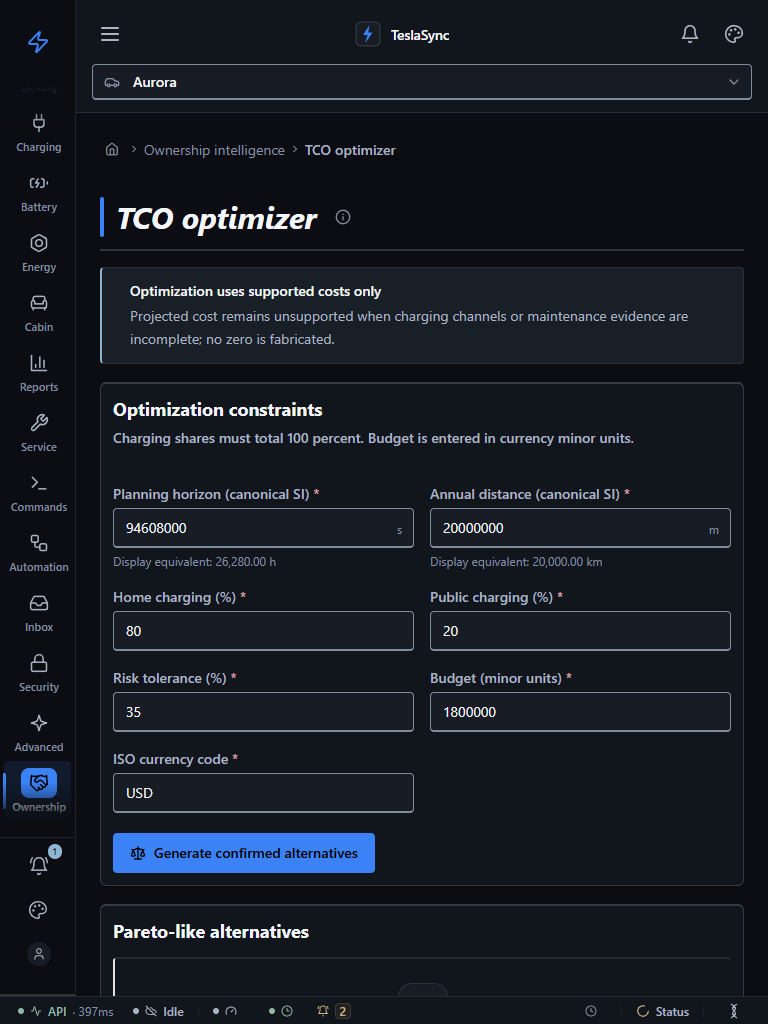 TeslaSync
Aurora
Charging
Battery
Energy
Cabin
Reports
Service
Commands
Automation
Inbox
Security
Advanced
Ownership
1
Ownership intelligence > TCO optimizer
TCO optimizer
Optimization uses supported costs only
Projected cost remains unsupported when charging channels or maintenance evidence are
incomplete; no zero is fabricated.
Optimization constraints
Charging shares must total 100 percent. Budget is entered in currency minor units.
Planning horizon (canonical SI) *
94608000 s
Display equivalent: 26,280.00 h
Annual distance (canonical SI) *
20000000 m
Display equivalent: 20,000.00 km
Home charging (%) *
80
Public charging (%) *
20
Risk tolerance (%) *
35
Budget (minor units) *
1800000
ISO currency code *
USD
Generate confirmed alternatives
Pareto-like alternatives
API · 397ms
Idle
2
Status